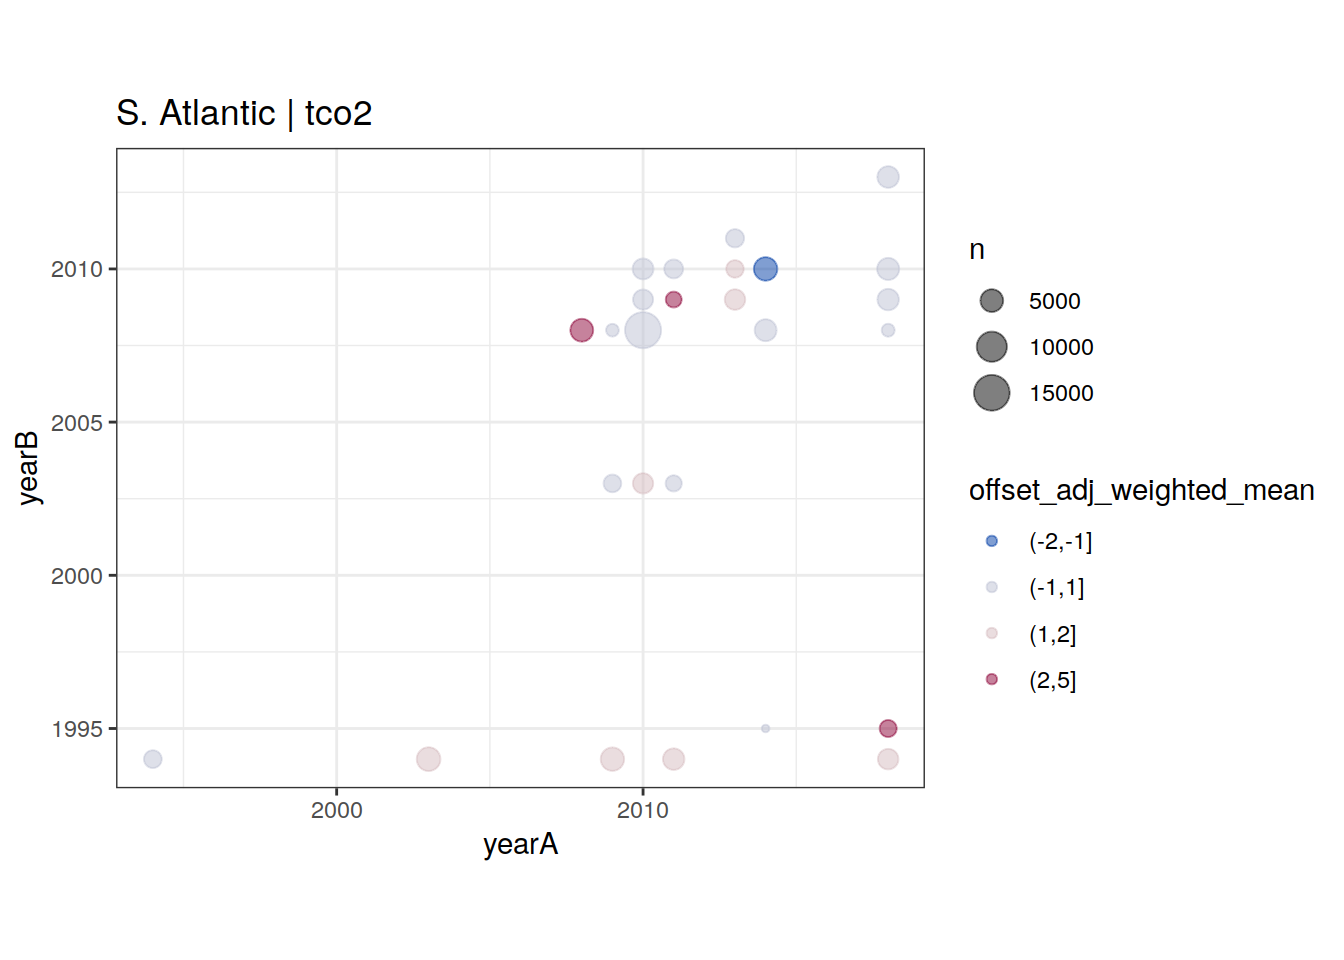 S. Atlantic | tco2
2010
2005
2000
1995
yearB
2000
2010
yearA
n
5000
10000
15000
offset_adj_weighted_mean
(-2,-1]
(-1,1]
(1,2]
(2,5]